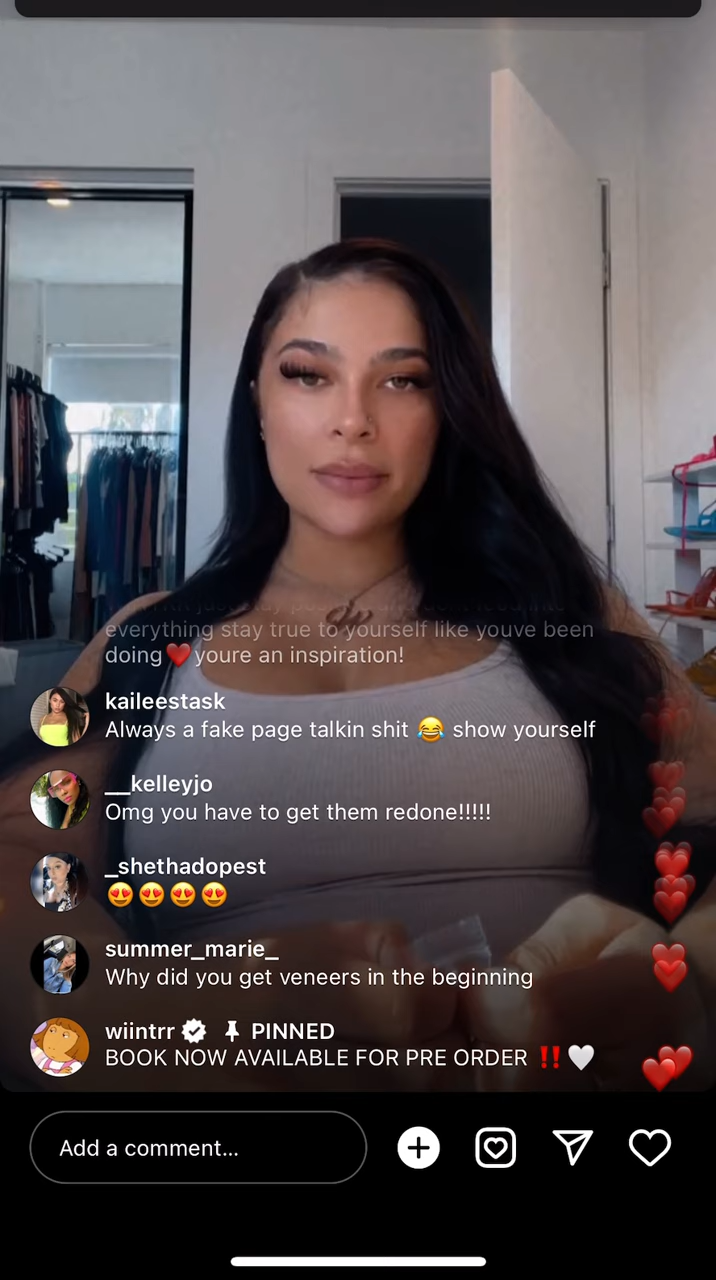 everything stay true to yourself like youve been
doing❤️youre an inspiration!
kaileestask
Always a fake page talkin shit 😂 show yourself
__kelleyjo
Omg you have to get them redone!!!!!
_shethadopest
😍😍😍😍
summer_marie_
Why did you get veneers in the beginning
wiintrr PINNED
BOOK NOW AVAILABLE FOR PRE ORDER ‼️🤍
Add a comment...